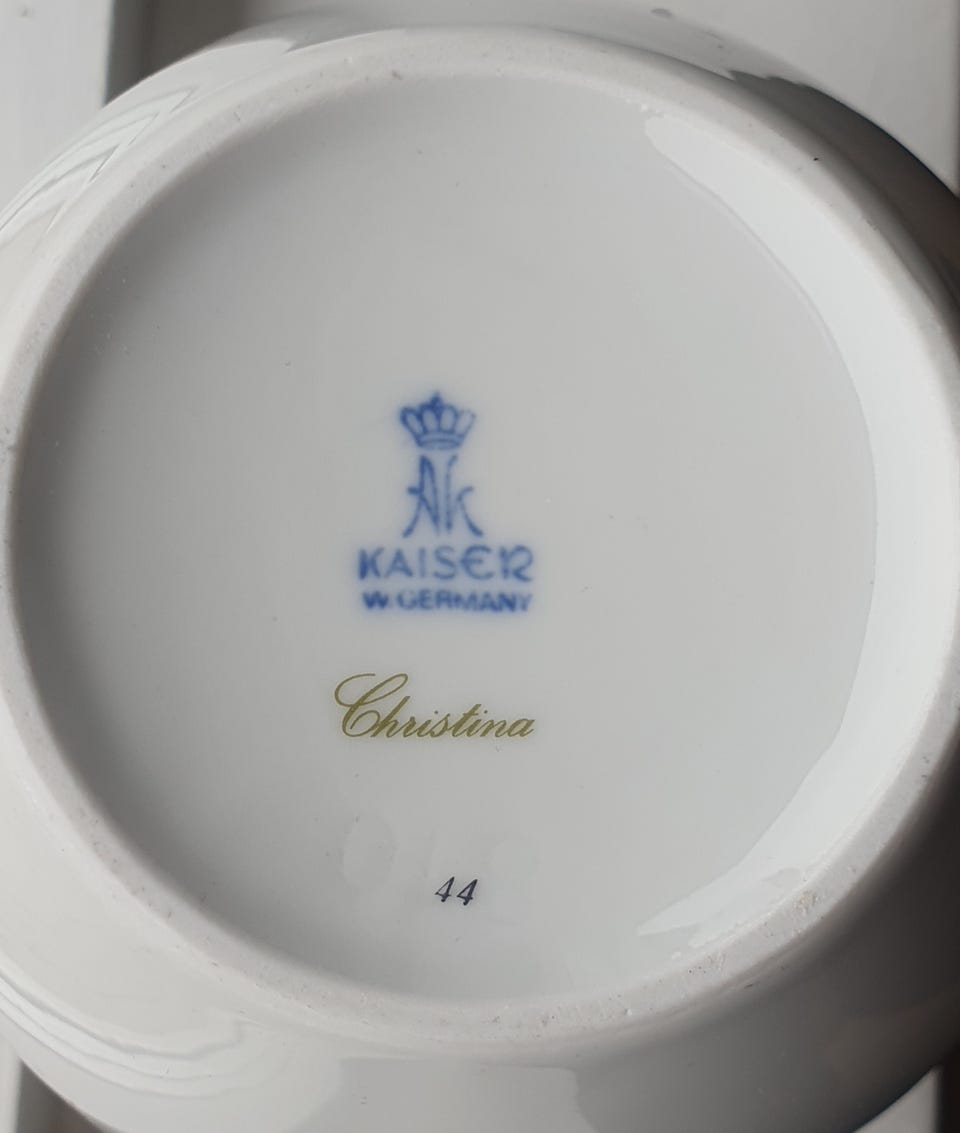 AK
KAISER
W. GERMANY
Christina
44